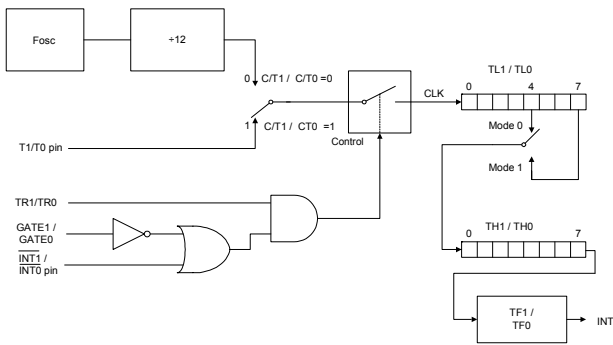 Fosc
÷12
TL1 / TL0
0 C/T1 / C/T0 =0
CLK
0 4 7
Mode 0
1 C/T1 / CT0 =1
Control
T1/T0 pin
Mode 1
TR1/TR0
GATE1 /
GATE0
INT1 /
INT0 pin
TH1 / TH0
0 7
TF1 /
TF0
INT